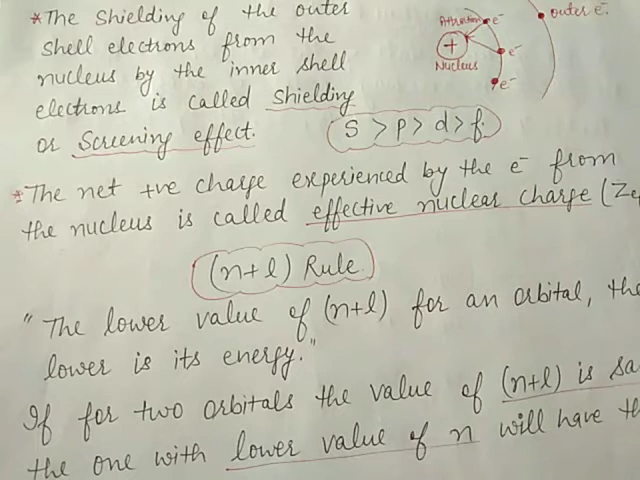 *The Shielding of the outer
shell electrons from the
nucleus by the inner shell
electrons is called Shielding
or Screening effect.
Attraction e-
outer e-.
+
e-
Nucleus
e-
S > p > d > f
*The net +ve charge experienced by the e- from
the nucleus is called effective nuclear charge (Ze
(n+l) Rule.
"The lower value of (n+l) for an orbital, the
lower is its energy."
If for two orbitals the value of (n+l) is sa
the one with lower value of n will have th